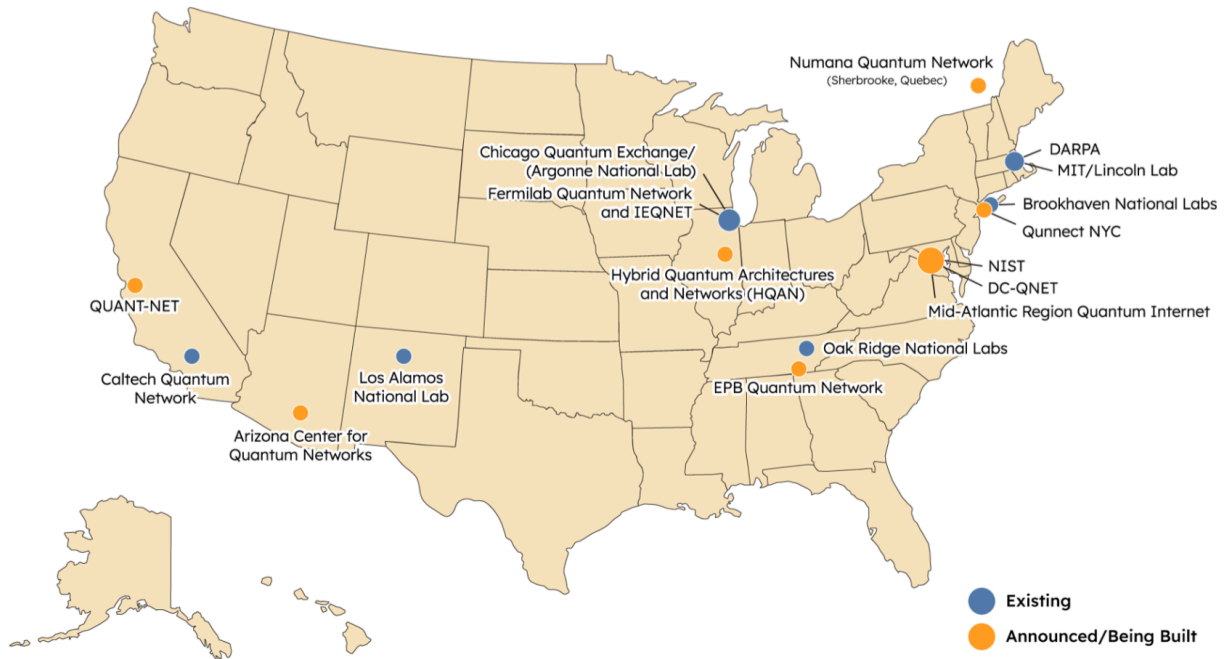 Numana Quantum Network
(Sherbrooke, Quebec)
DARPA
MIT/Lincoln Lab
Chicago Quantum Exchange/
(Argonne National Lab)
Fermilab Quantum Network
and IEQNET
Brookhaven National Labs
Qunnect NYC
Hybrid Quantum Architectures
and Networks (HQAN)
NIST
DC-QNET
Mid-Atlantic Region Quantum Internet
QUANT-NET
Oak Ridge National Labs
EPB Quantum Network
Caltech Quantum
Network
Los Alamos
National Lab
Arizona Center for
Quantum Networks
Existing
Announced/Being Built